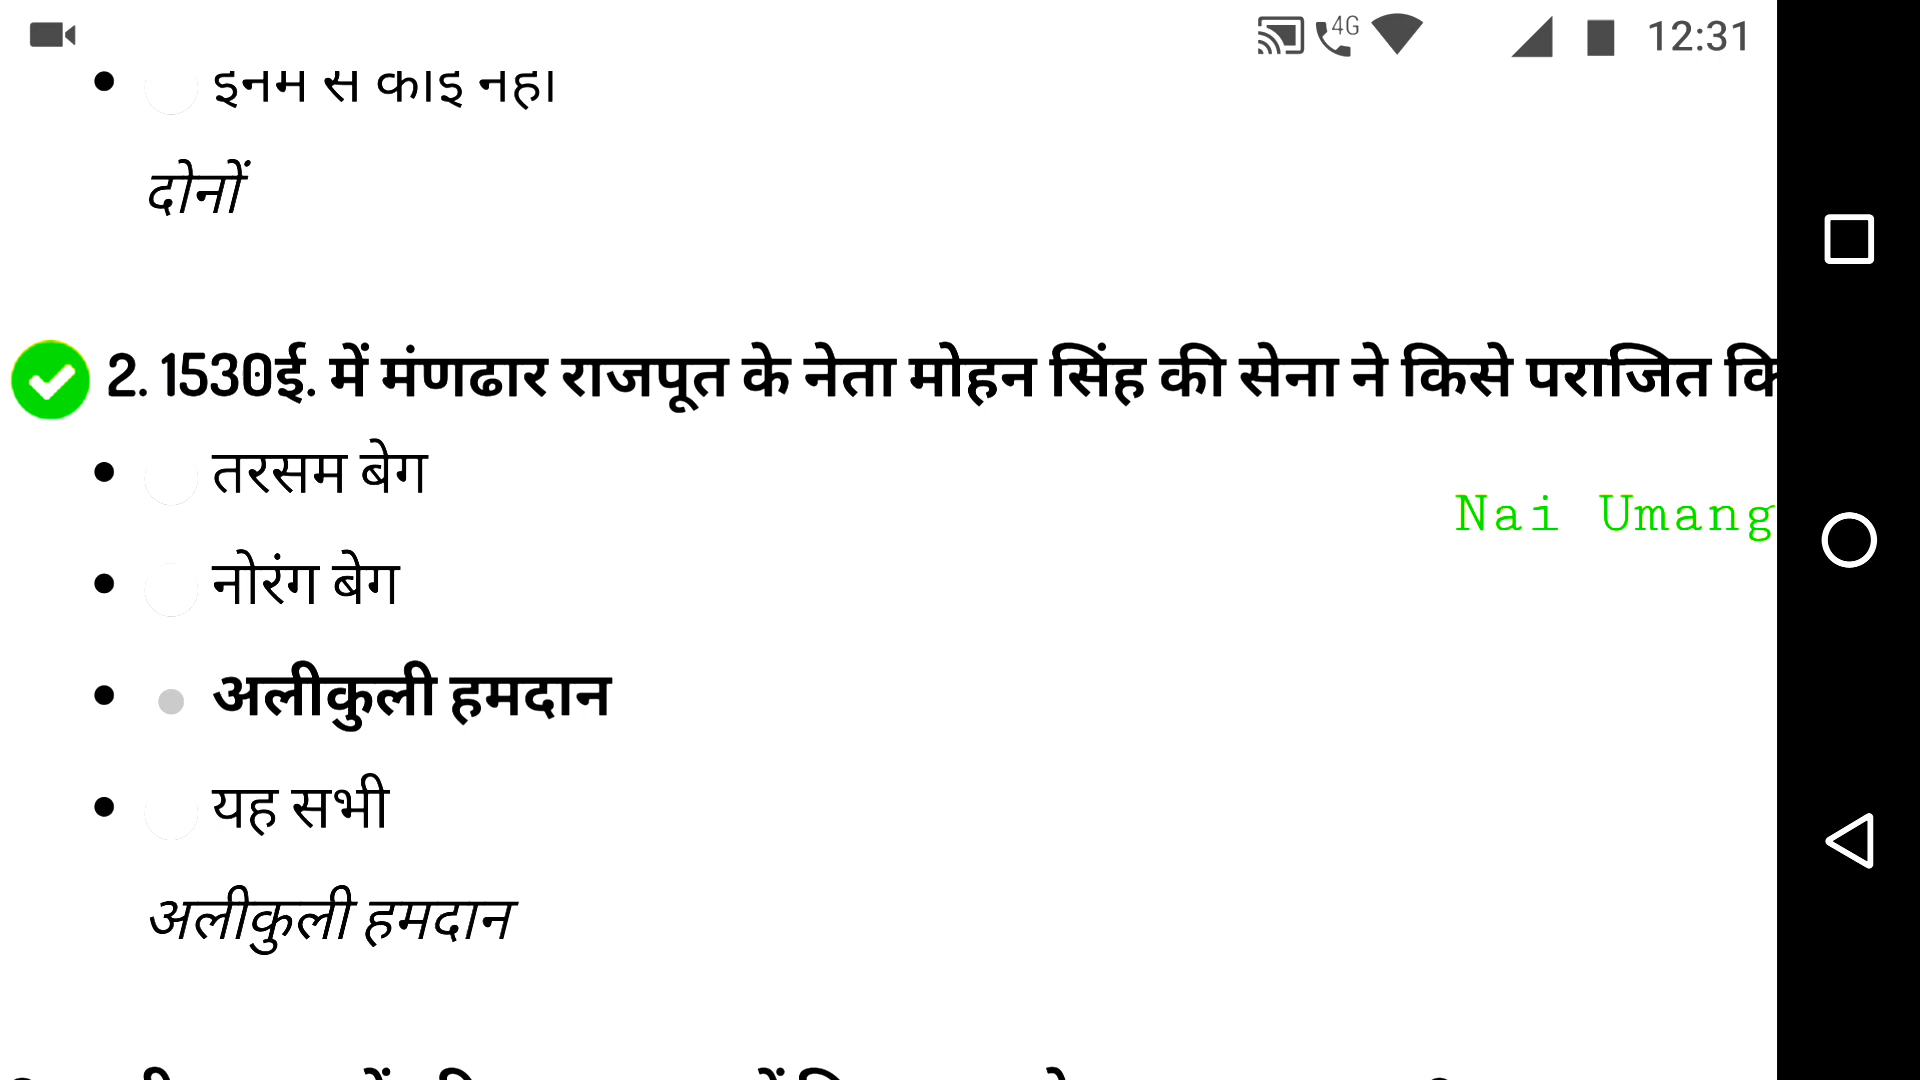 4G 12:31
इनमें से कोई नहीं
दोनों
2. 1530ई. में मंणढार राजपूत के नेता मोहन सिंह की सेना ने किसे पराजित कि
तरसम बेग
Nai Umang
नोरंग बेग
अलीकुली हमदान
यह सभी
अलीकुली हमदान